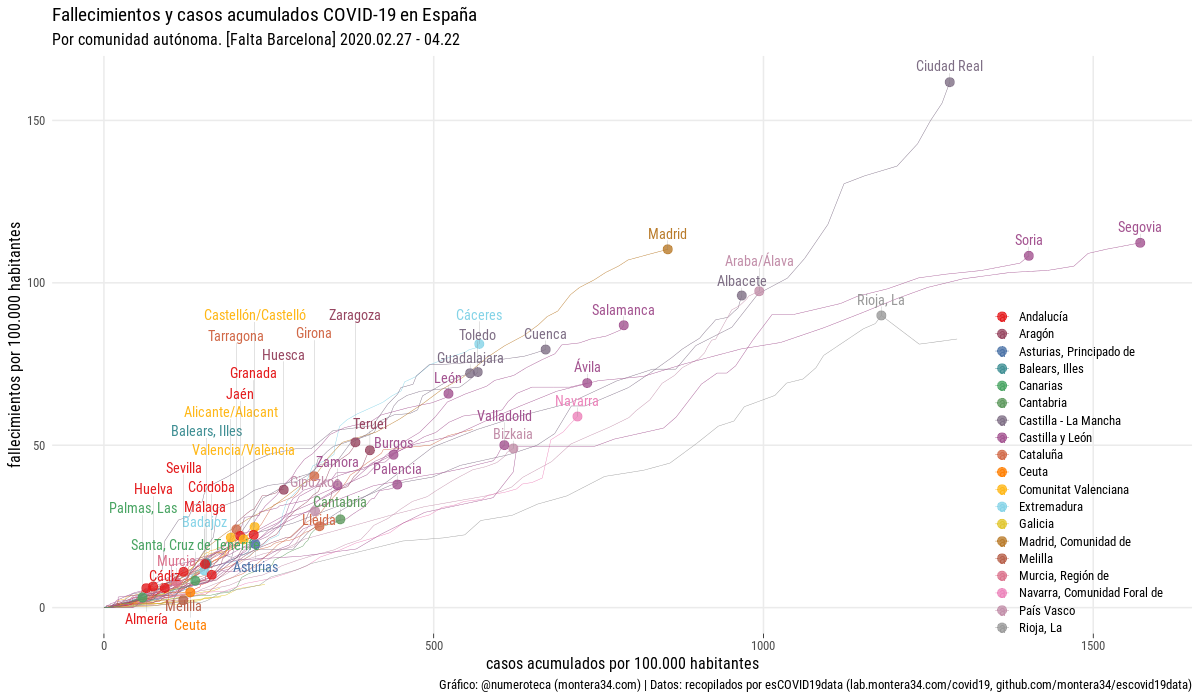 Fallecimientos y casos acumulados COVID-19 en España
Por comunidad autónoma. [Falta Barcelona] 2020.02.27 - 04.22
fallecimientos por 100.000 habitantes
150
100
50
0
Ciudad Real
Segovia
Soria
Madrid
Araba/Álava
Albacete
Rioja, La
Salamanca
Cáceres
Toledo
Cuenca
Guadalajara
Castellón/Castelló
Zaragoza
Tarragona
Girona
Huesca
Granada
León
Ávila
Jaén
Navarra
Alicante/Alacant
Valladolid
Teruel
Balears, Illes
Bizkaia
Burgos
Valencia/València
Zamora
Sevilla
Palencia
Huelva
Córdoba
Gipuzkoa
Palmas, Las
Málaga
Cantabria
Badajoz
Lleida
Santa, Cruz de Tenerife
Murcia
Asturias
Cádiz
Melilla
Almería
Ceuta
Andalucía
Aragón
Asturias, Principado de
Balears, Illes
Canarias
Cantabria
Castilla - La Mancha
Castilla y León
Cataluña
Ceuta
Comunitat Valenciana
Extremadura
Galicia
Madrid, Comunidad de
Melilla
Murcia, Región de
Navarra, Comunidad Foral de
País Vasco
Rioja, La
0
500
1000
1500
casos acumulados por 100.000 habitantes
Gráfico: @numeroteca (montera34.com) | Datos: recopilados por esCOVID19data (lab.montera34.com/covid19, github.com/montera34/escovid19data)